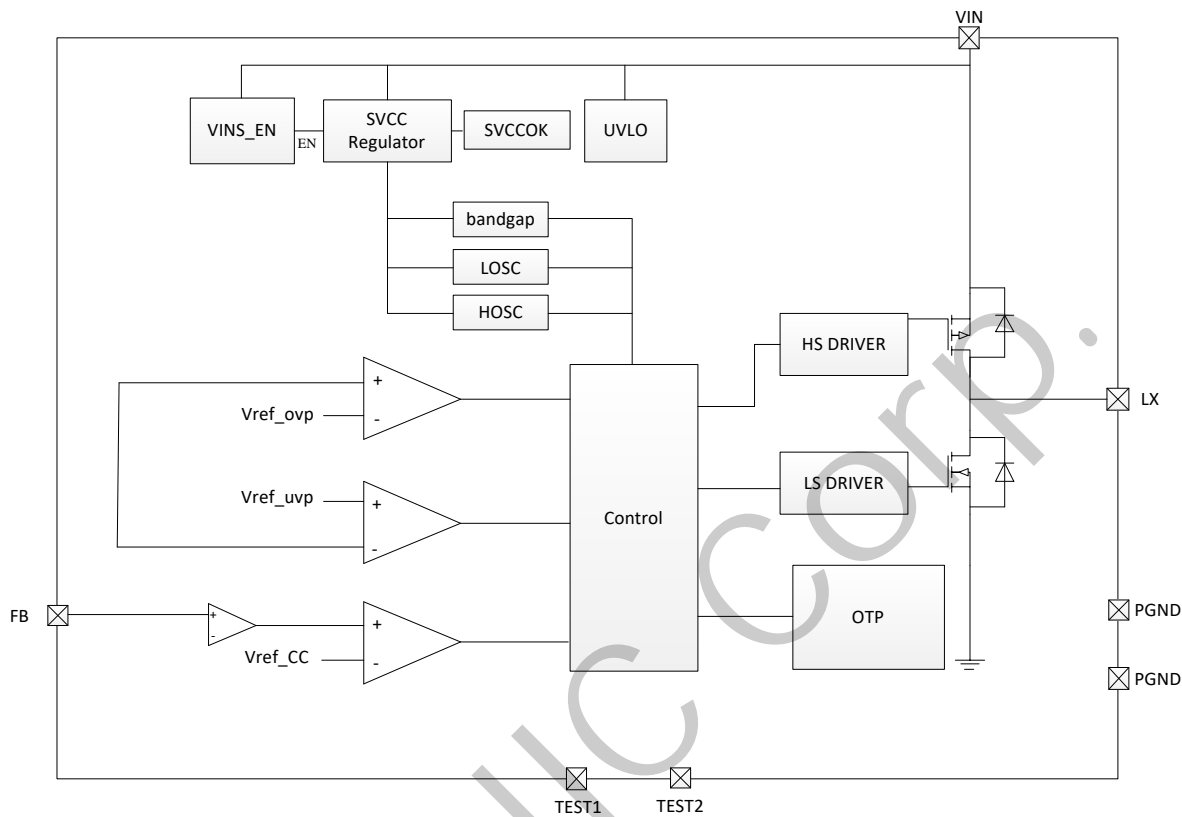 VIN
VINS_EN
EN
SVCC
Regulator
SVCCOK
UVLO
bandgap
LOSC
HOSC
HS DRIVER
+
Vref_ovp
-
LX
Vref_uvp
+
-
LS DRIVER
Control
FB
+
-
+
Vref_CC
-
OTP
PGND
PGND
TEST1
TEST2
Corp.